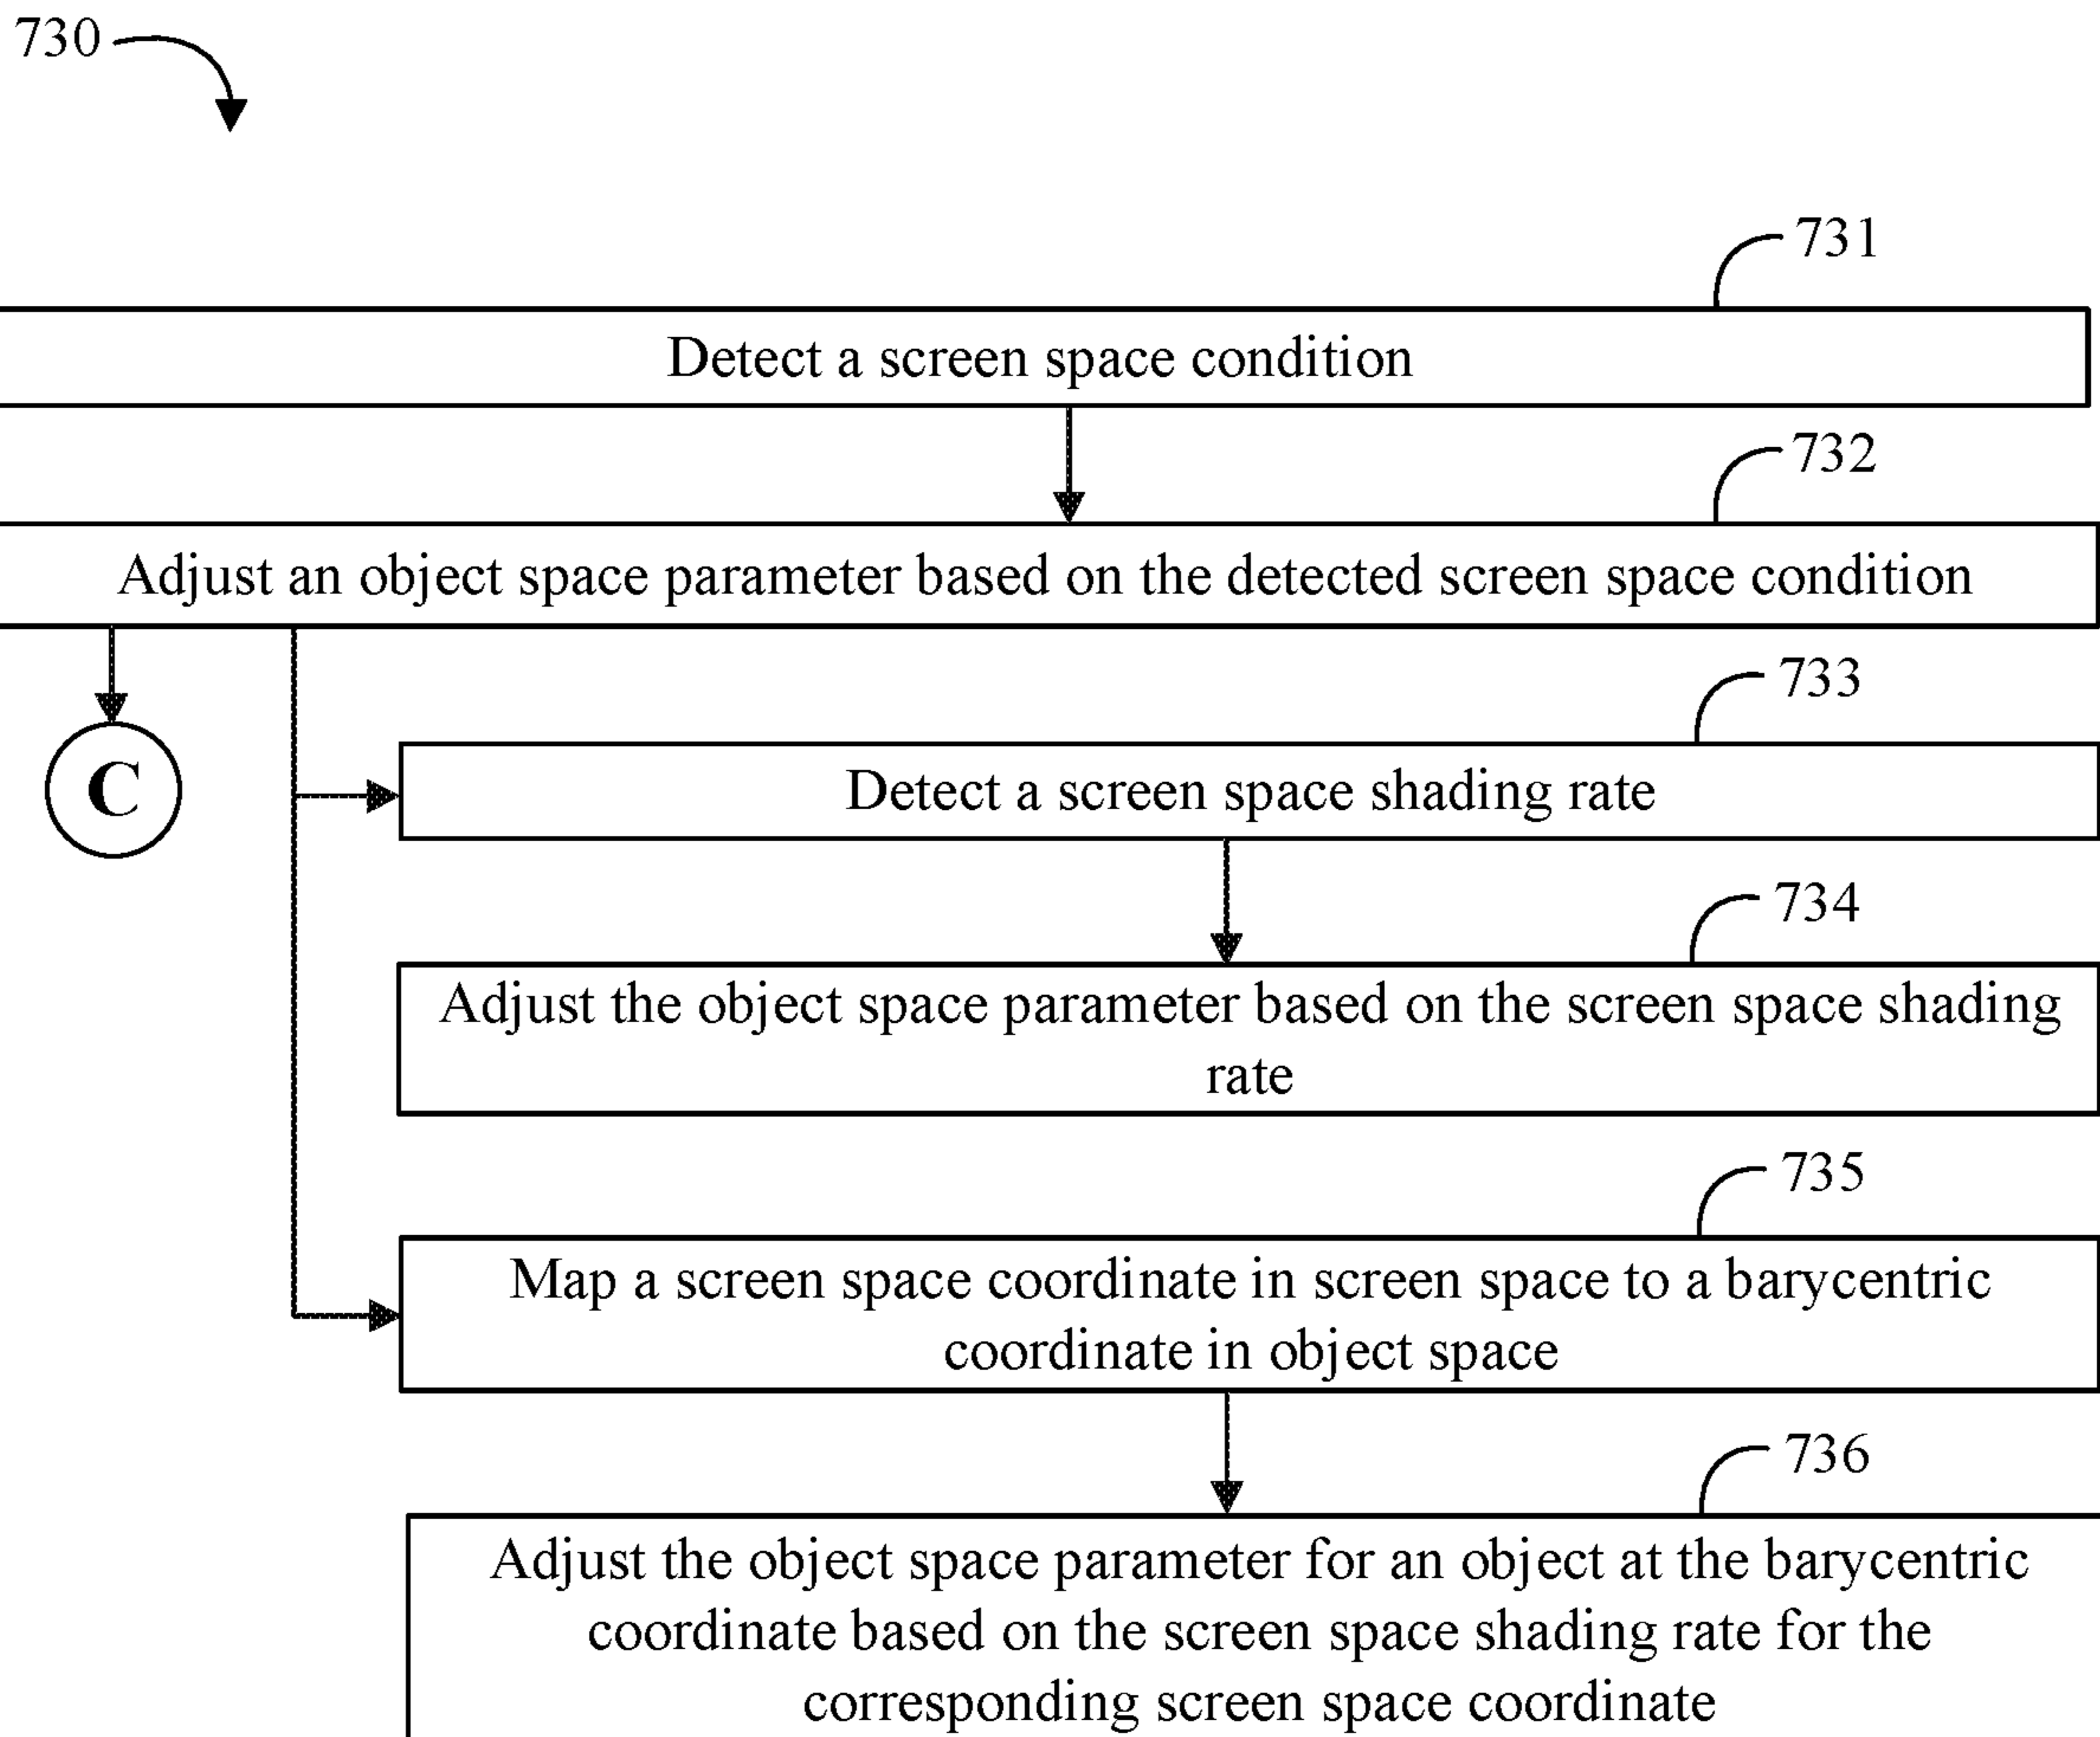 730
731
Detect a screen space condition
732
Adjust an object space parameter based on the detected screen space condition
733
C
Detect a screen space shading rate
734
Adjust the object space parameter based on the screen space shading
rate
735
Map a screen space coordinate in screen space to a barycentric
coordinate in object space
736
Adjust the object space parameter for an object at the barycentric
coordinate based on the screen space shading rate for the
corresponding screen space coordinate